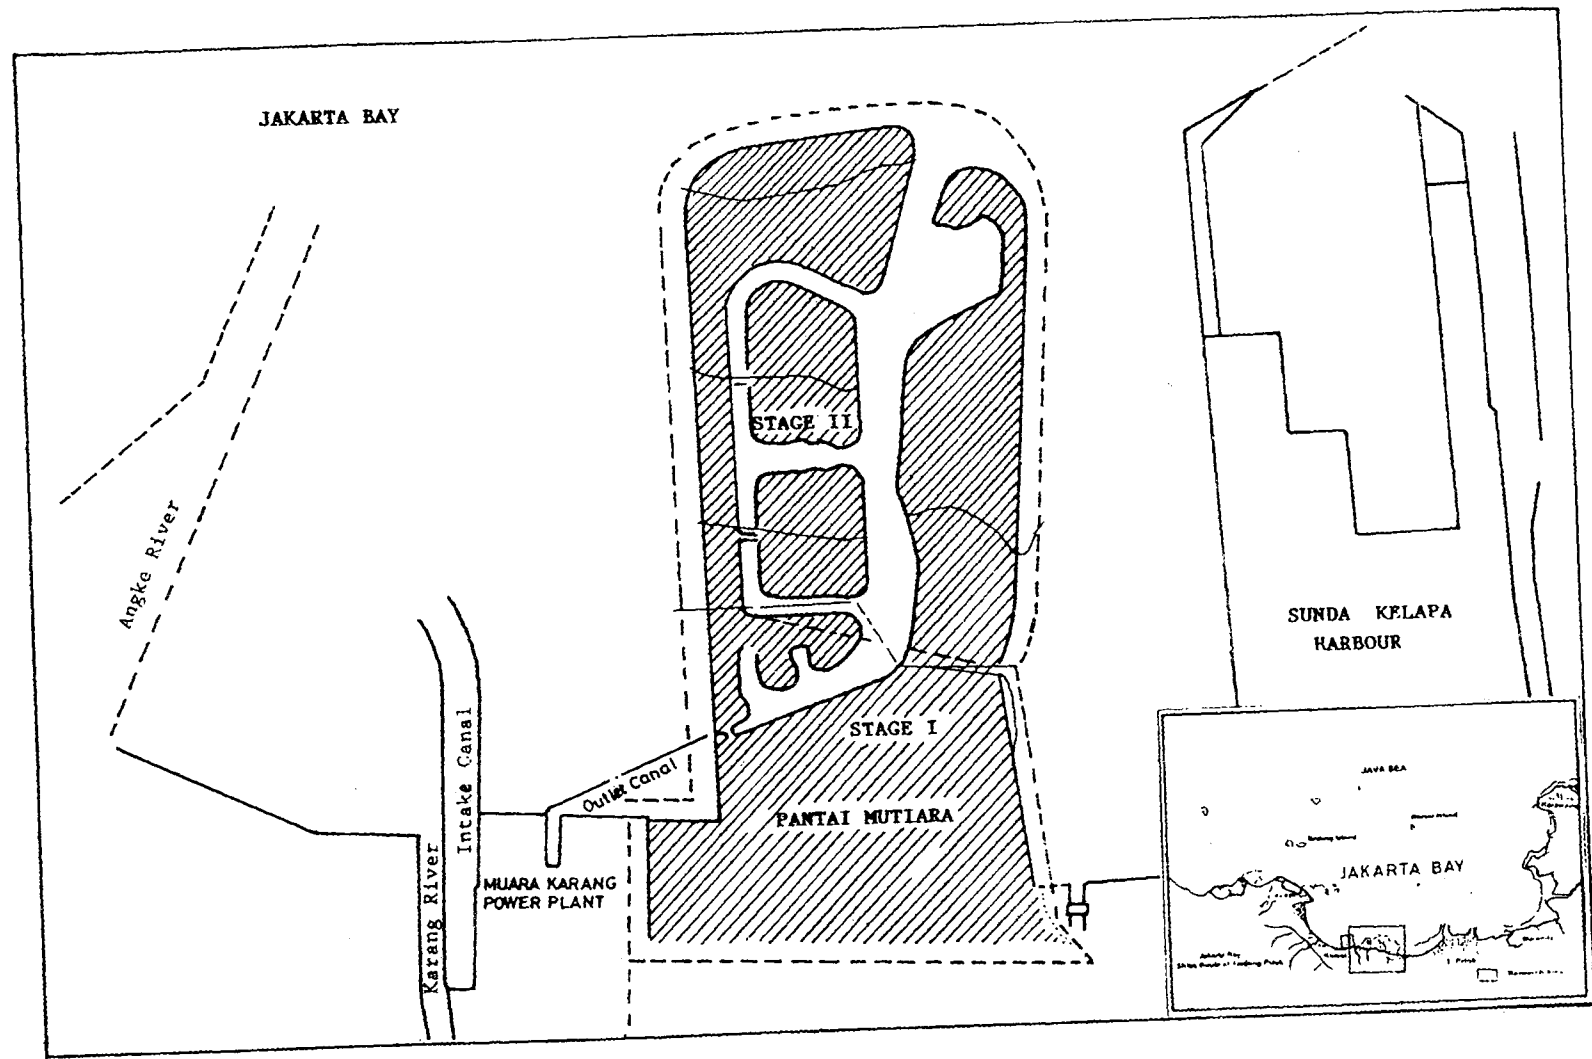 JAKARTA BAY
STAGE II
Angke River
SUNDA KELAPA
HARBOUR
STAGE I
Intake Canal
Outlet Canal
PANTAI MUTIARA
Karang River
MUARA KARANG
POWER PLANT
JAVA SEA
JAKARTA BAY